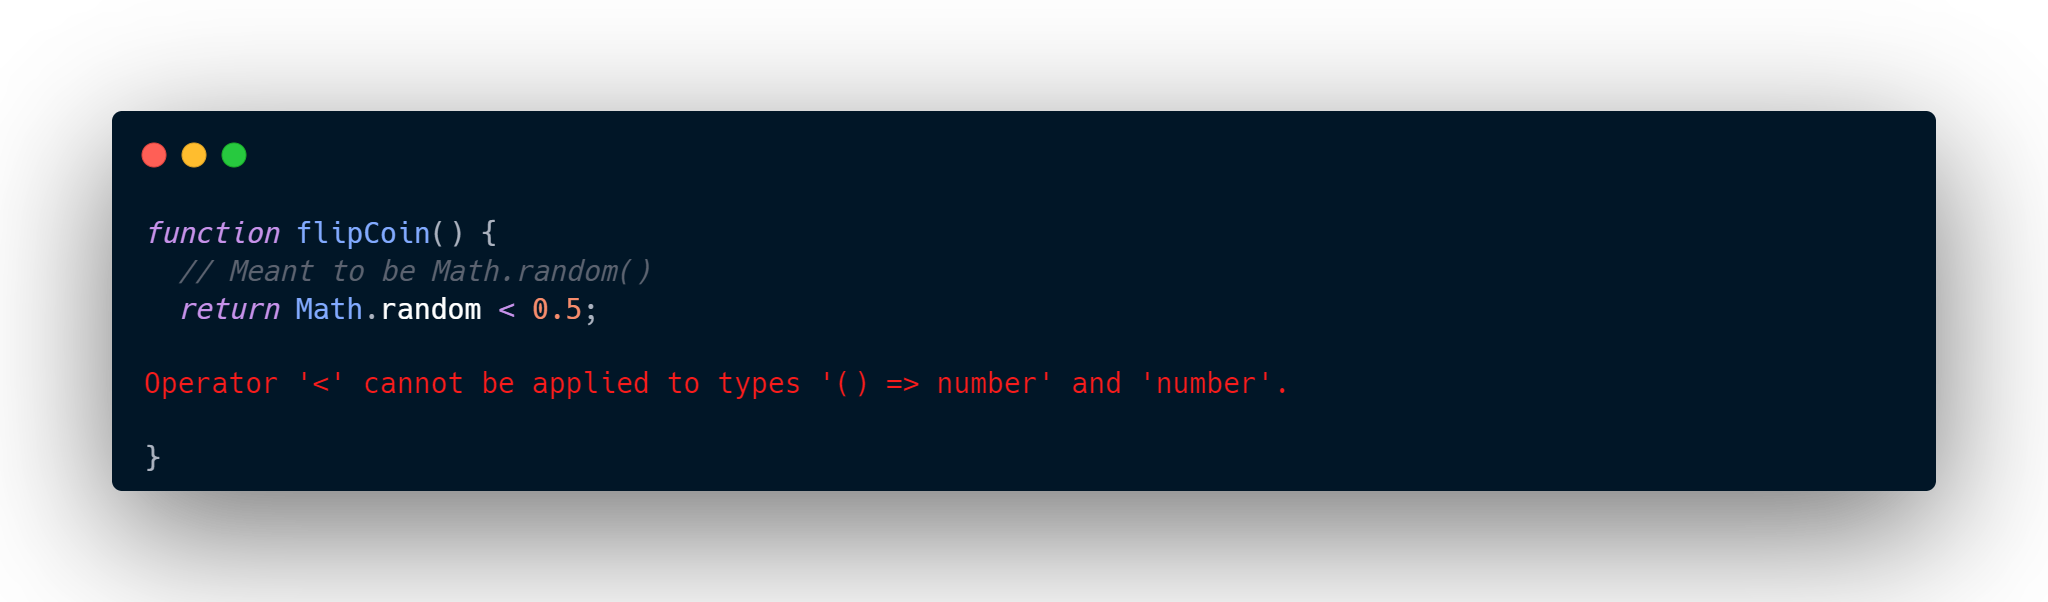 function flipCoin() {
  // Meant to be Math.random()
  return Math.random < 0.5;
Operator '<' cannot be applied to types '() => number' and 'number'.
}